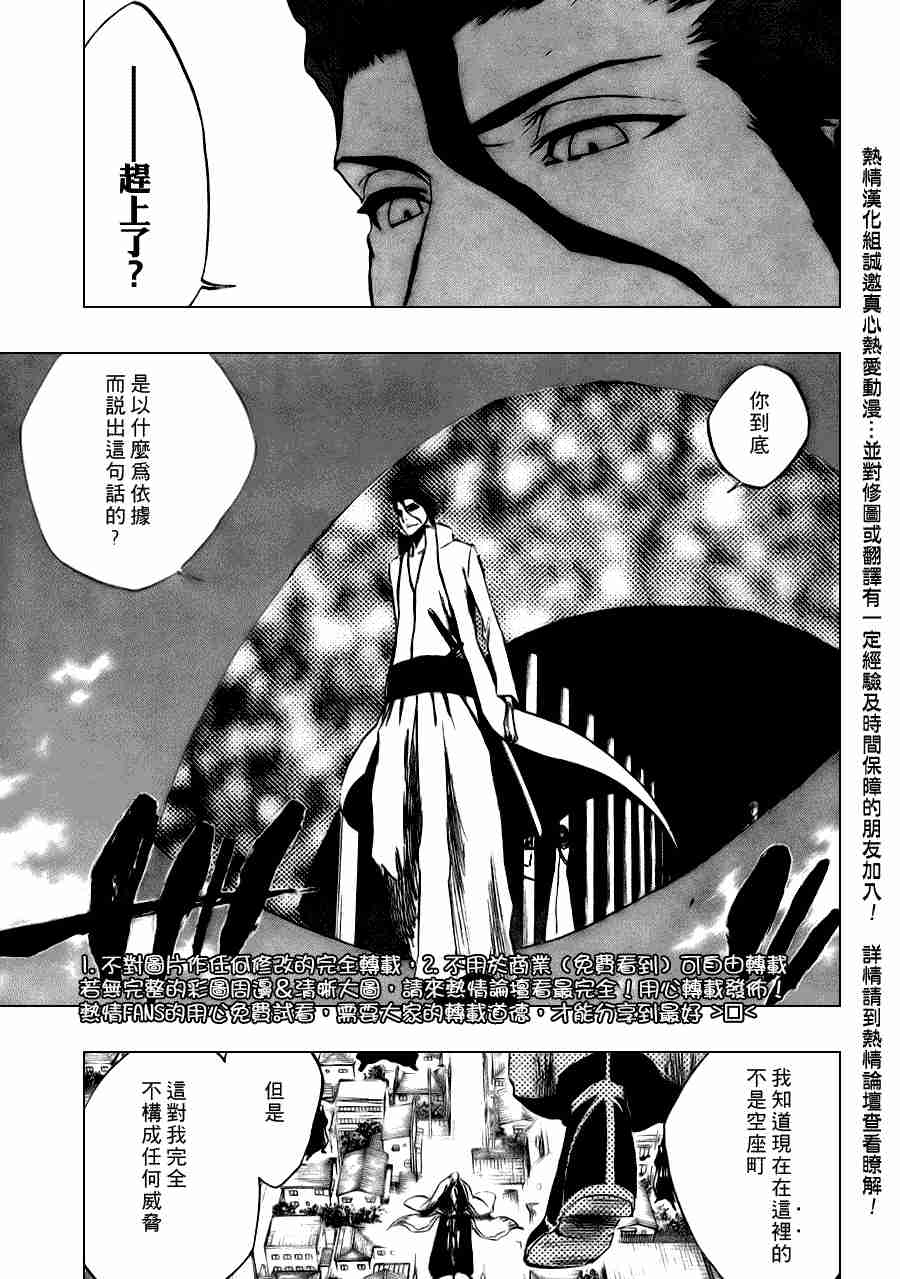 ——趕上了?
你到底
是以什麼為依據
而說出這句話的?
1. 不對圖片作任何修改的完全轉載，2. 不用於商業（免費看到）可自由轉載
若無完整的彩圖周漫&清晰大圖，請來熱情論壇看最完全！用心轉載發佈！
熱情FANS的用心免費試看，需要大家的轉載道德，才能分享到最好 >□<
我知道現在在這裡的
不是空座町
但是
這對我完全
不構成任何威脅
熱情漢化組誠邀真心熱愛動漫…並對修圖或翻譯有一定經驗及時間保障的朋友加入！ 詳情請到熱情論壇查看瞭解！